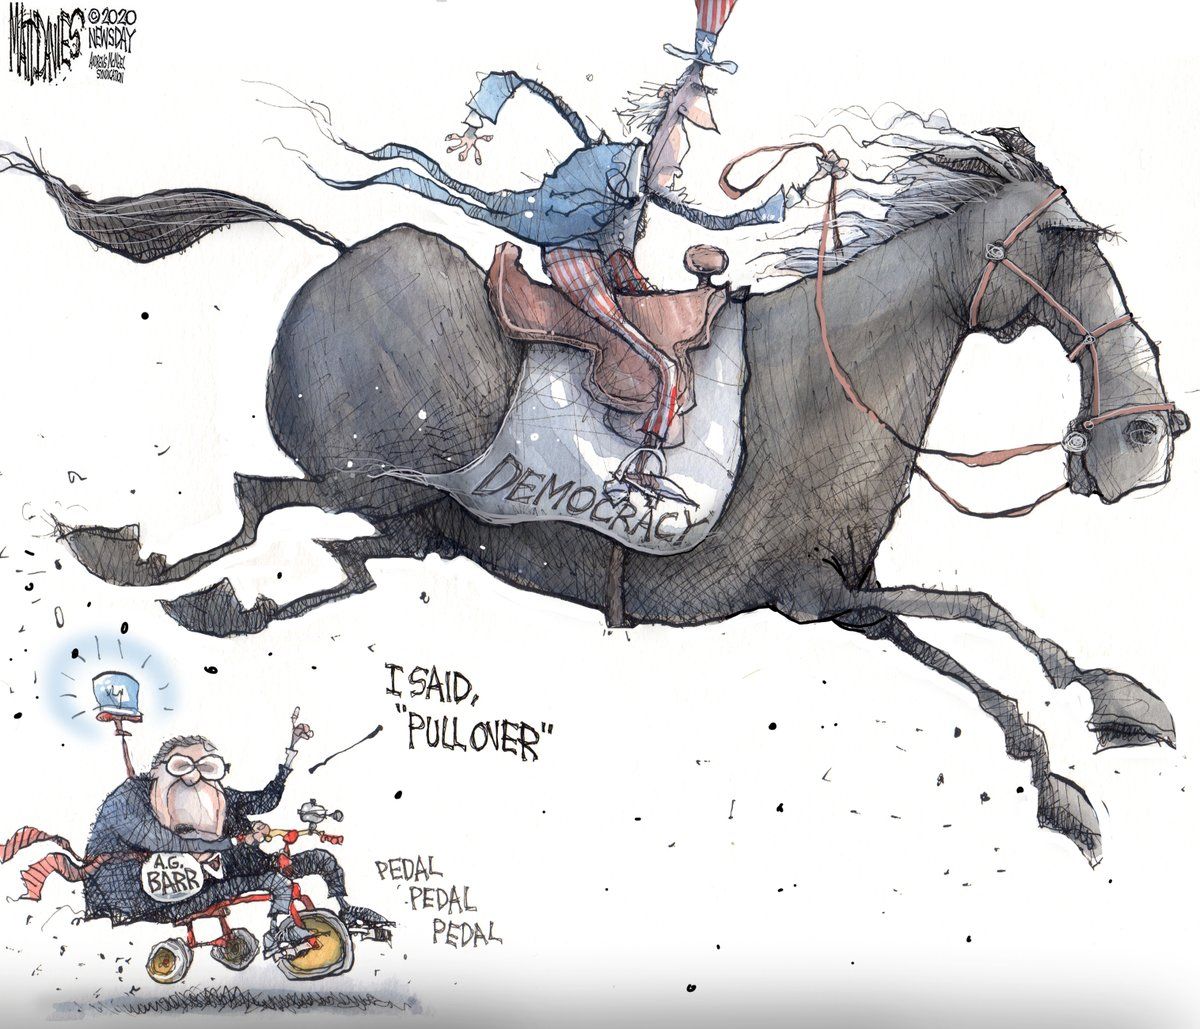 MATT DAVIES
©2020
NEWSDAY
ANDREWS McMEEL
SYNDICATION
DEMOCRACY
I SAID,
"PULL OVER"
A.G.
BARR
PEDAL
PEDAL
PEDAL